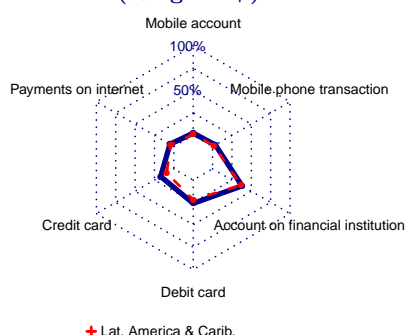 Mobile account
100%
50%
Payments on internet
Mobile phone transaction
Credit card
Account on financial institution
Debit card
Lat. America & Carib.